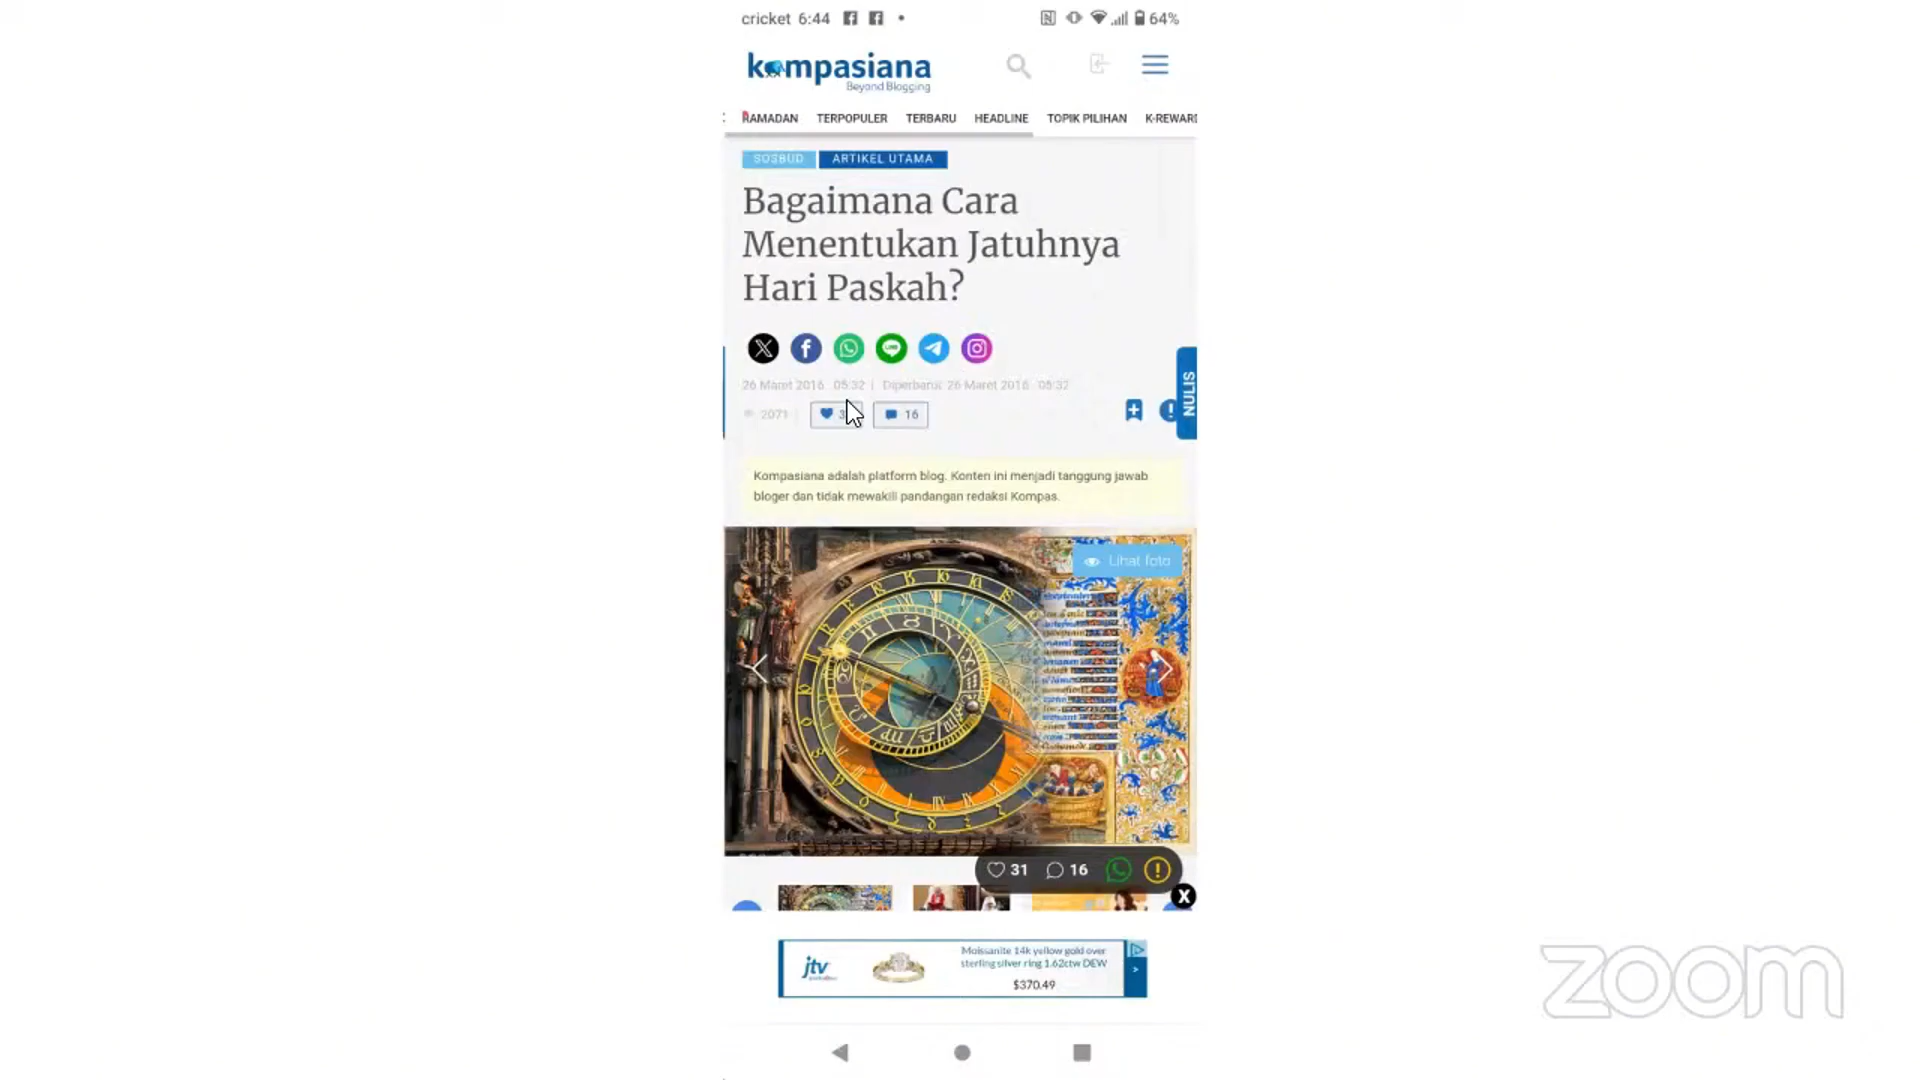 cricket 6:44
64%
kompasiana
Beyond Blogging
RAMADAN TERPOPULER TERBARU HEADLINE TOPIK PILIHAN K-REWARD
SOSBUD ARTIKEL UTAMA
Bagaimana Cara
Menentukan Jatuhnya
Hari Paskah?
26 Maret 2016 05:32 | Diperbarui: 26 Maret 2016 05:32
2071
16
NULIS
Kompasiana adalah platform blog. Konten ini menjadi tanggung jawab
bloger dan tidak mewakili pandangan redaksi Kompas.
Lihat foto
31 16
X
jtv
Moissanite 14k yellow gold over
sterling silver ring 1.62ctw DEW
$370.49
zoom